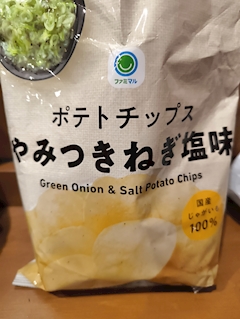 ファミマル
ポテトチップス
やみつきねぎ塩味
Green Onion & Salt Potato Chips
国産
じゃがいも
100%